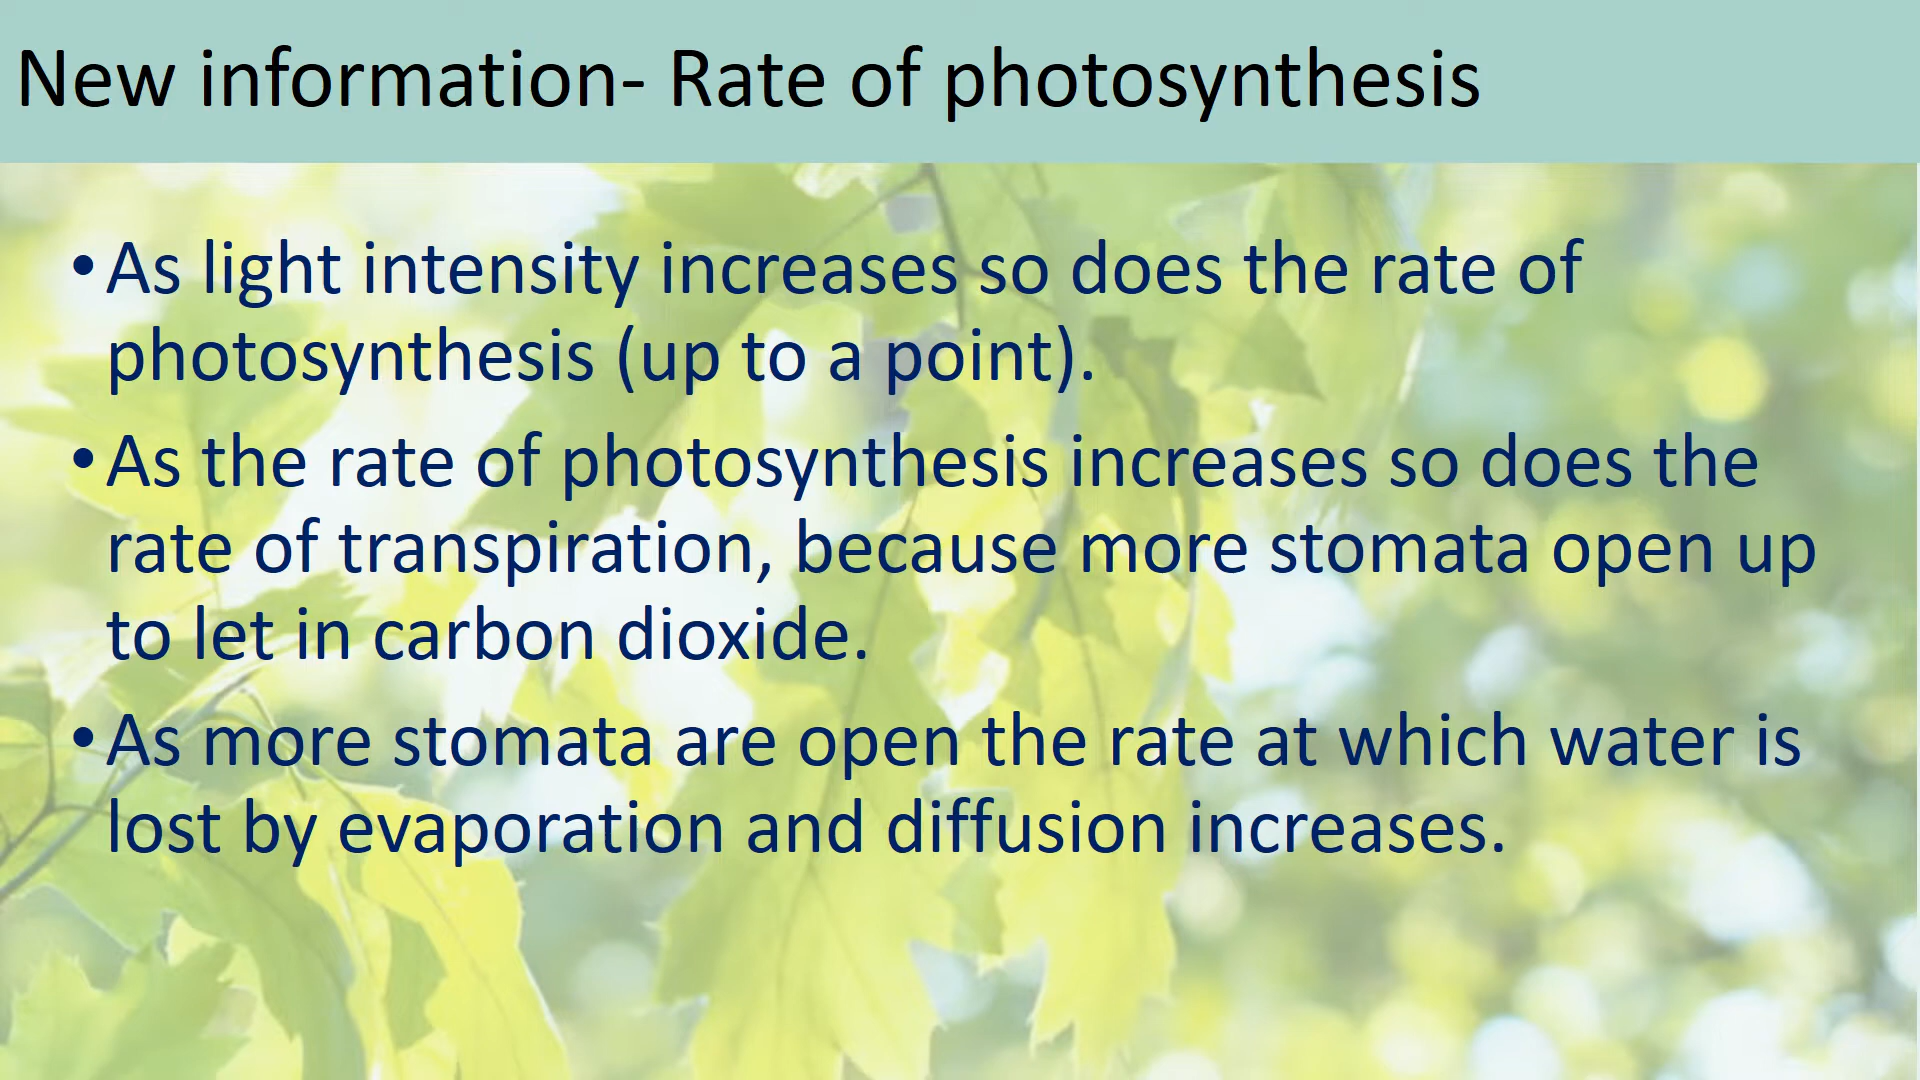 New information- Rate of photosynthesis
•As light intensity increases so does the rate of
photosynthesis (up to a point).
•As the rate of photosynthesis increases so does the
rate of transpiration, because more stomata open up
to let in carbon dioxide.
•As more stomata are open the rate at which water is
lost by evaporation and diffusion increases.